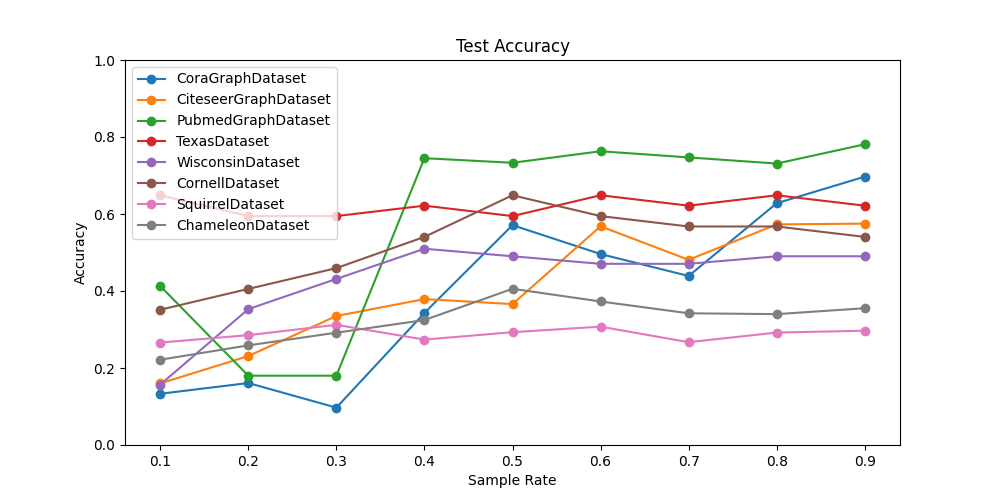 Test Accuracy
1.0
0.8
0.6
0.4
0.2
0.0
Accuracy
CoraGraphDataset
CiteseerGraphDataset
PubmedGraphDataset
TexasDataset
WisconsinDataset
CornellDataset
SquirrelDataset
ChameleonDataset
0.1 0.2 0.3 0.4 0.5 0.6 0.7 0.8 0.9
Sample Rate